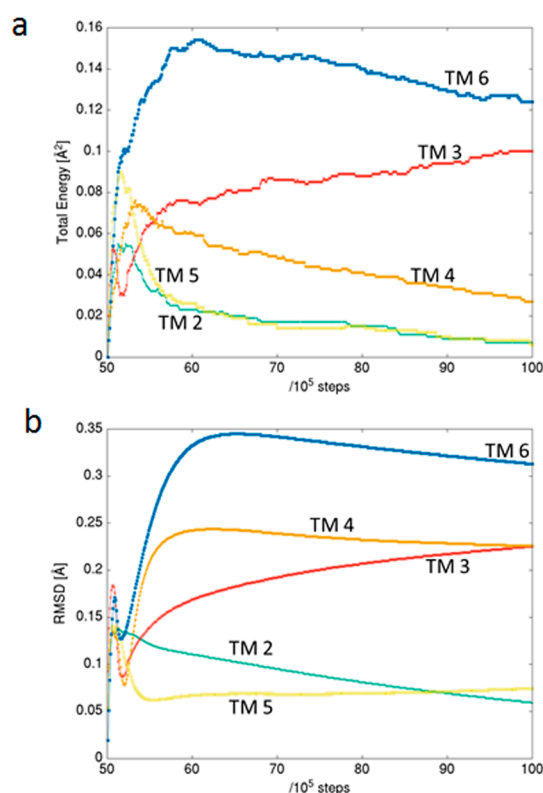 a
0.16
0.14
0.12
0.1
0.08
0.06
0.04
0.02
0
Total Energy [Å²]
TM 6
TM 3
TM 4
TM 5
TM 2
50 60 70 80 90 100
/10⁵ steps
b
0.35
0.3
0.25
0.2
0.15
0.1
0.05
0
RMSD [Å]
TM 6
TM 4
TM 3
TM 2
TM 5
50 60 70 80 90 100
/10⁵ steps